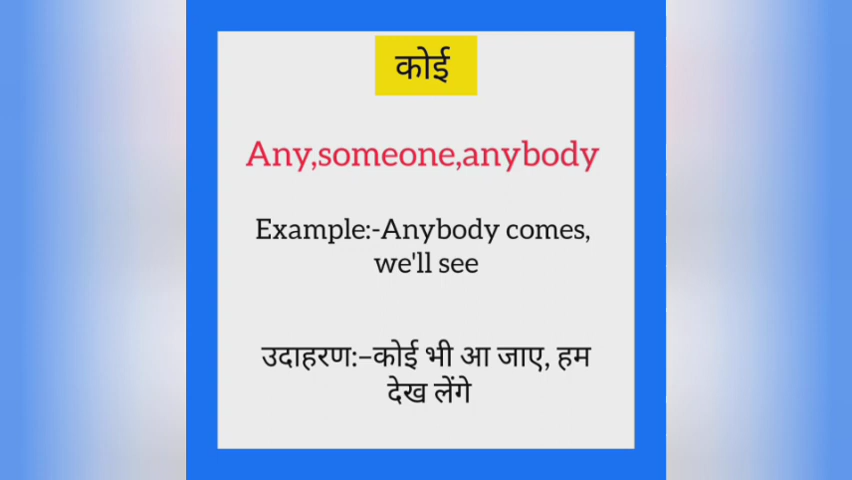 कोई
Any,someone,anybody
Example:-Anybody comes,
we'll see
उदाहरण:–कोई भी आ जाए, हम
देख लेंगे